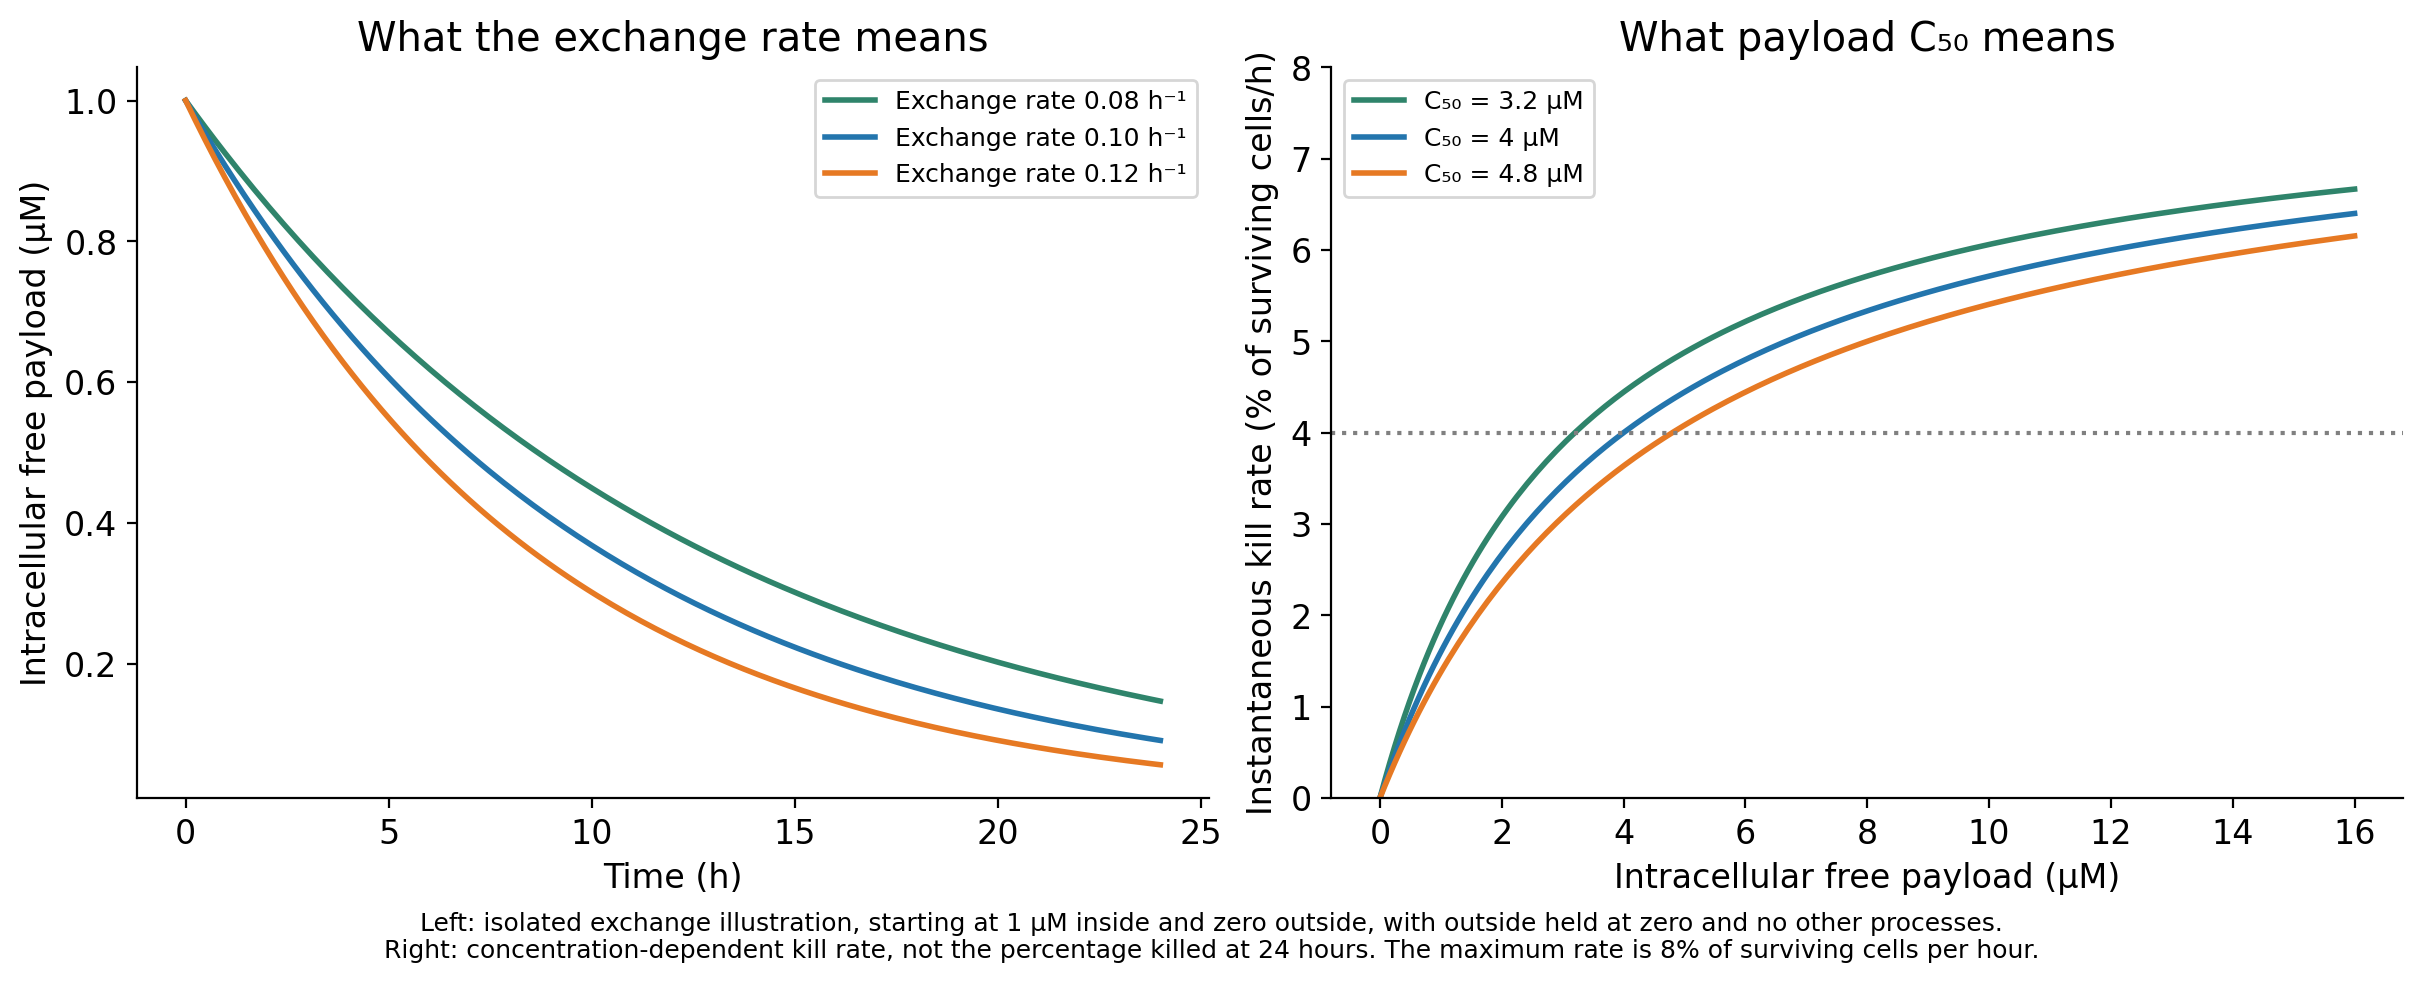 What the exchange rate means
Intracellular free payload (µM)
1.0
0.8
0.6
0.4
0.2
Exchange rate 0.08 h⁻¹
Exchange rate 0.10 h⁻¹
Exchange rate 0.12 h⁻¹
0 5 10 15 20 25
Time (h)
What payload C₅₀ means
Instantaneous kill rate (% of surviving cells/h)
8
7
6
5
4
3
2
1
0
C₅₀ = 3.2 µM
C₅₀ = 4 µM
C₅₀ = 4.8 µM
0 2 4 6 8 10 12 14 16
Intracellular free payload (µM)
Left: isolated exchange illustration, starting at 1 µM inside and zero outside, with outside held at zero and no other processes.
Right: concentration-dependent kill rate, not the percentage killed at 24 hours. The maximum rate is 8% of surviving cells per hour.